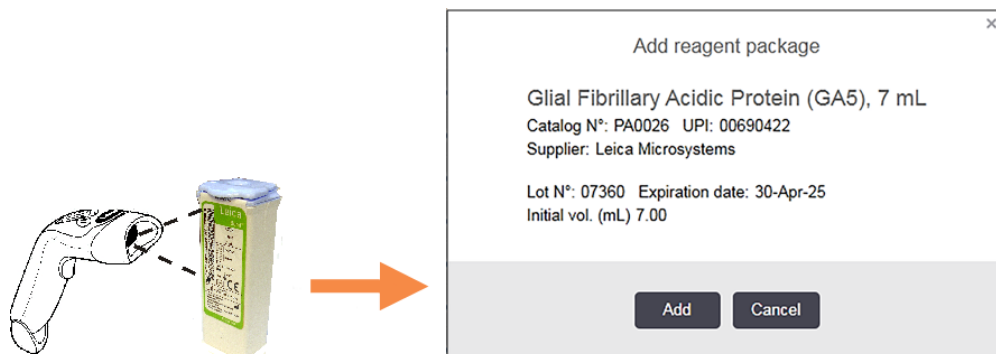 Leica
Add reagent package
Glial Fibrillary Acidic Protein (GA5), 7 mL
Catalog N°: PA0026 UPI: 00690422
Supplier: Leica Microsystems
Lot N°: 07360 Expiration date: 30-Apr-25
Initial vol. (mL) 7.00
Add
Cancel